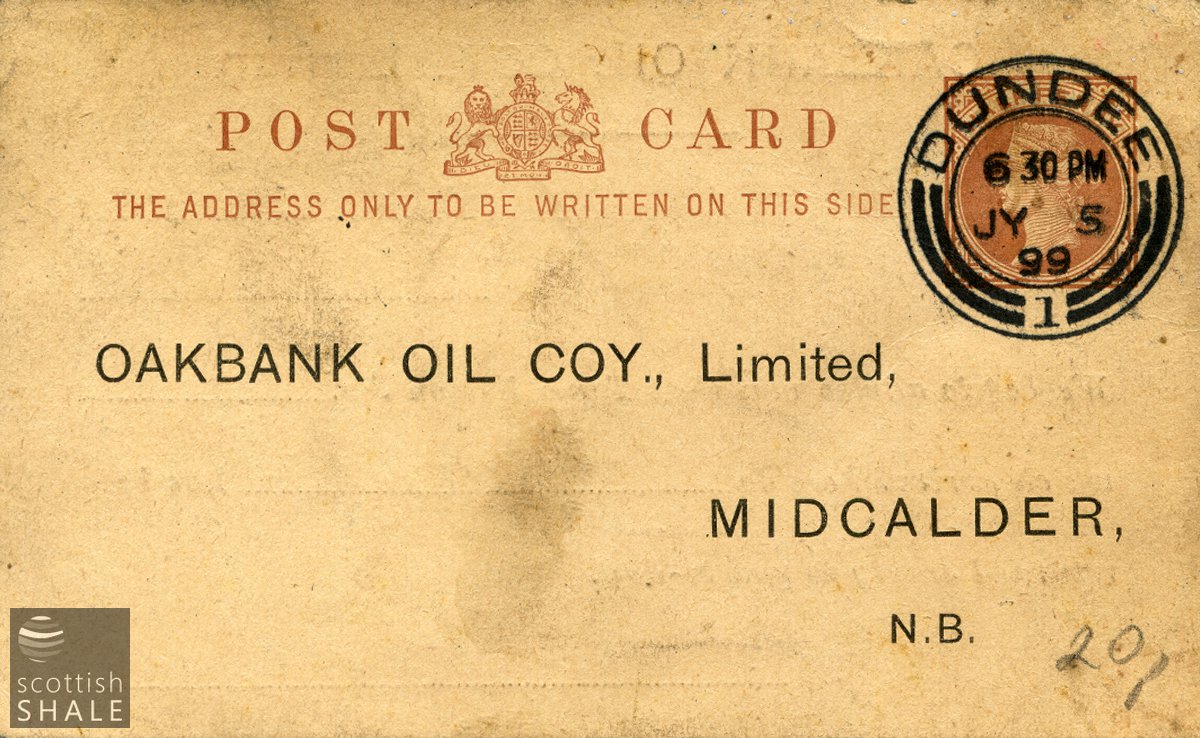 POST CARD
THE ADDRESS ONLY TO BE WRITTEN ON THIS SIDE
DUNDEE
6 30 PM
JY 5
99
1
OAKBANK OIL COY., Limited,
MIDCALDER,
N.B.
20p
scottish
SHALE